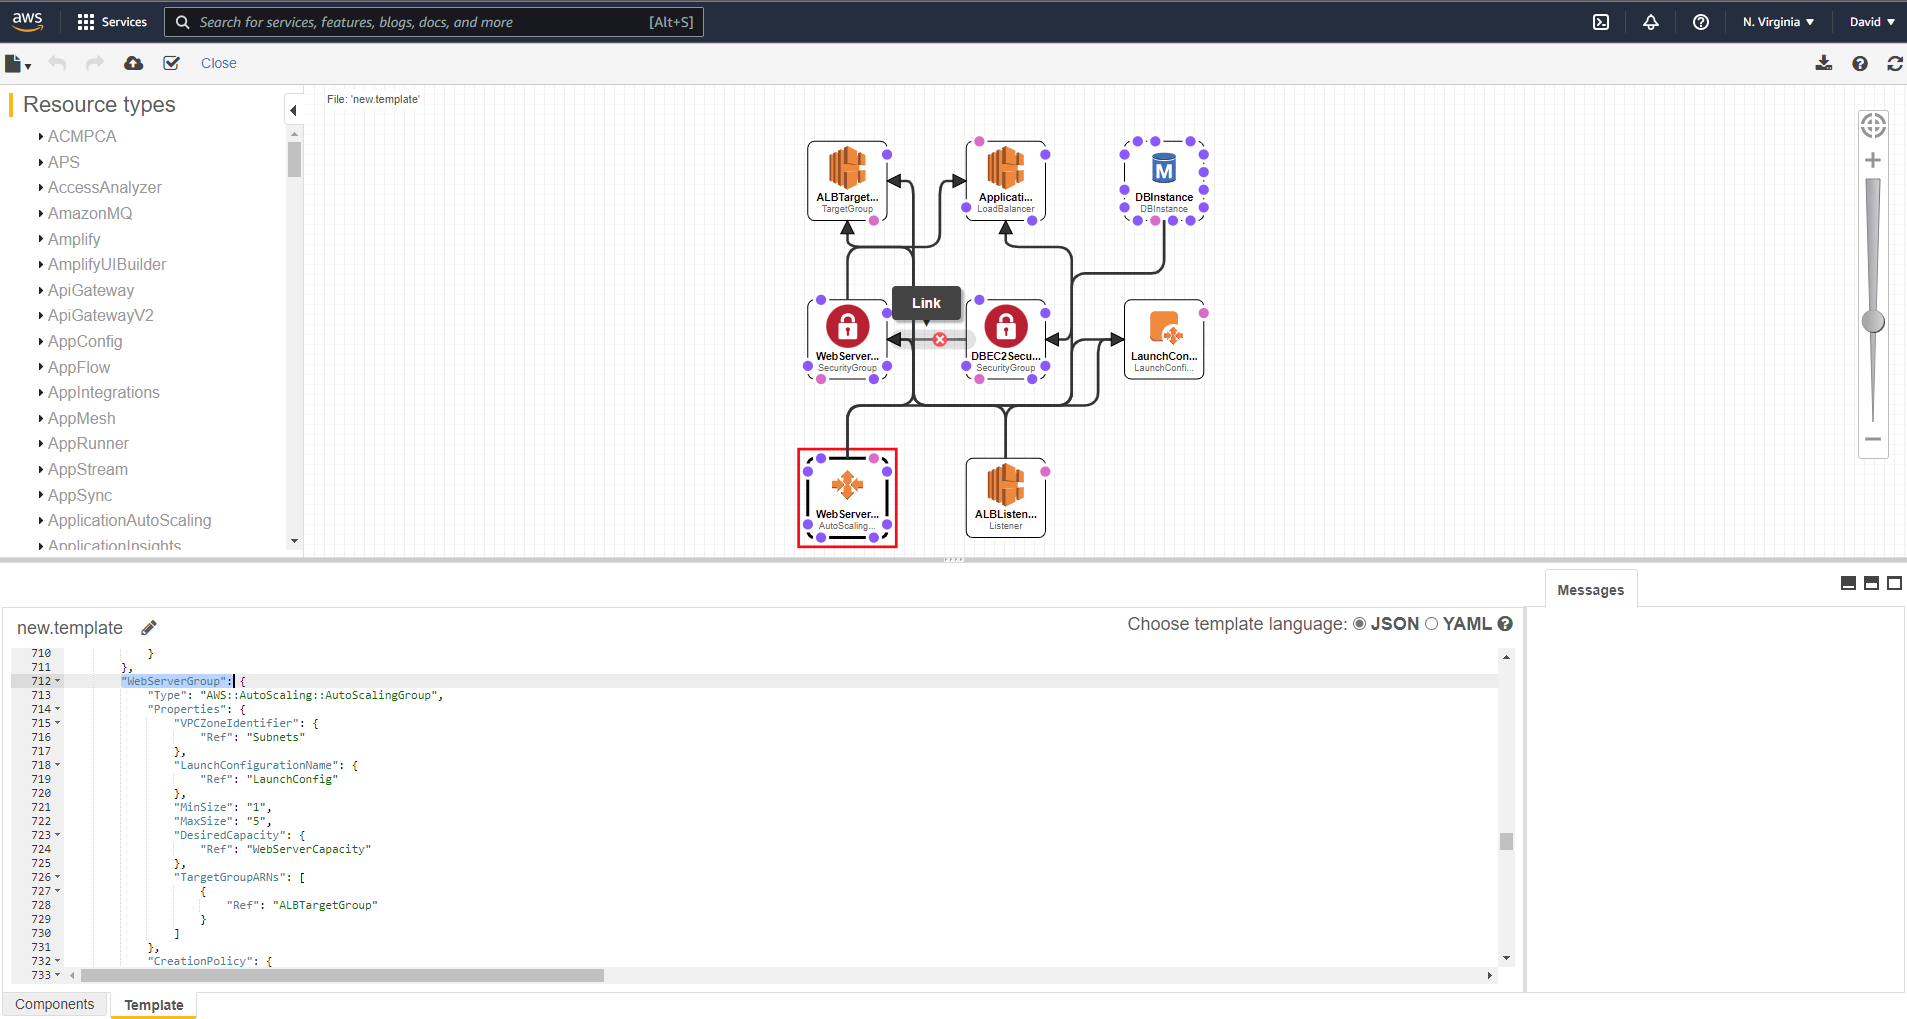 aws
Services
Search for services, features, blogs, docs, and more
[Alt+S]
N. Virginia
David
Close
Resource types
File: 'new.template'
ACMPCA
APS
AccessAnalyzer
AmazonMQ
Amplify
AmplifyUIBuilder
ApiGateway
ApiGatewayV2
AppConfig
AppFlow
AppIntegrations
AppMesh
AppRunner
AppStream
AppSync
ApplicationAutoScaling
ApplicationInsights
ALBTarget...
TargetGroup
Applicati...
LoadBalancer
M
DBInstance
DBInstance
Link
WebServer...
SecurityGroup
DBEC2Secu...
SecurityGroup
LaunchCon...
LaunchConfi...
WebServer...
AutoScaling...
ALBListen...
Listener
Messages
new.template
Choose template language: JSON YAML
710 }
711 },
712 "WebServerGroup": {
713 "Type": "AWS::AutoScaling::AutoScalingGroup",
714 "Properties": {
715 "VPCZoneIdentifier": {
716 "Ref": "Subnets"
717 },
718 "LaunchConfigurationName": {
719 "Ref": "LaunchConfig"
720 },
721 "MinSize": "1",
722 "MaxSize": "5",
723 "DesiredCapacity": {
724 "Ref": "WebServerCapacity"
725 },
726 "TargetGroupARNs": [
727 {
728 "Ref": "ALBTargetGroup"
729 }
730 ]
731 },
732 "CreationPolicy": {
733
Components
Template